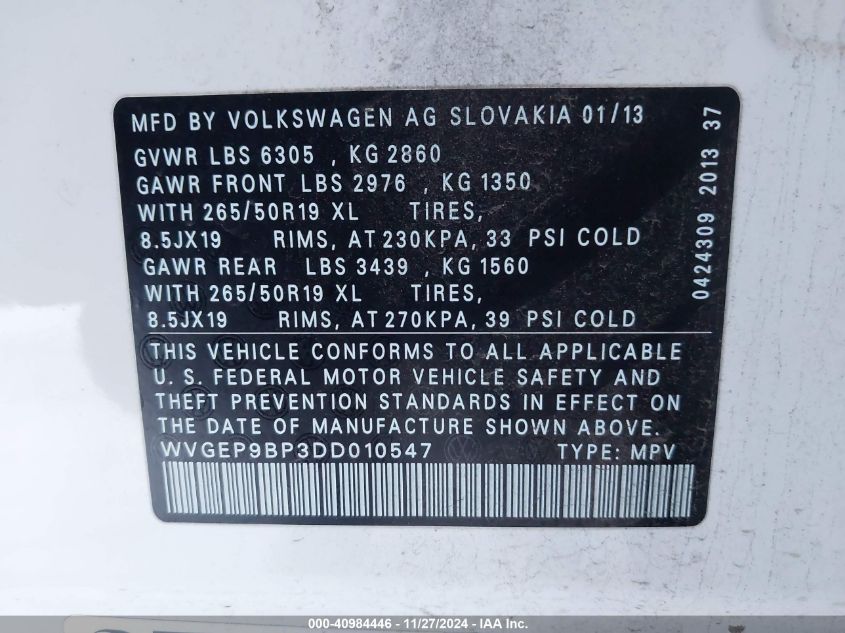 MFD BY VOLKSWAGEN AG SLOVAKIA 01/13
GVWR LBS 6305 , KG 2860
GAWR FRONT LBS 2976 , KG 1350
WITH 265/50R19 XL TIRES,
8.5JX19 RIMS, AT 230KPA, 33 PSI COLD
GAWR REAR LBS 3439 , KG 1560
WITH 265/50R19 XL TIRES,
8.5JX19 RIMS, AT 270KPA, 39 PSI COLD
THIS VEHICLE CONFORMS TO ALL APPLICABLE
U. S. FEDERAL MOTOR VEHICLE SAFETY AND
THEFT PREVENTION STANDARDS IN EFFECT ON
THE DATE OF MANUFACTURE SHOWN ABOVE.
WVGEP9BP3DD010547 TYPE: MPV
0424309 2013 37
000-40984446 - 11/27/2024 - IAA Inc.